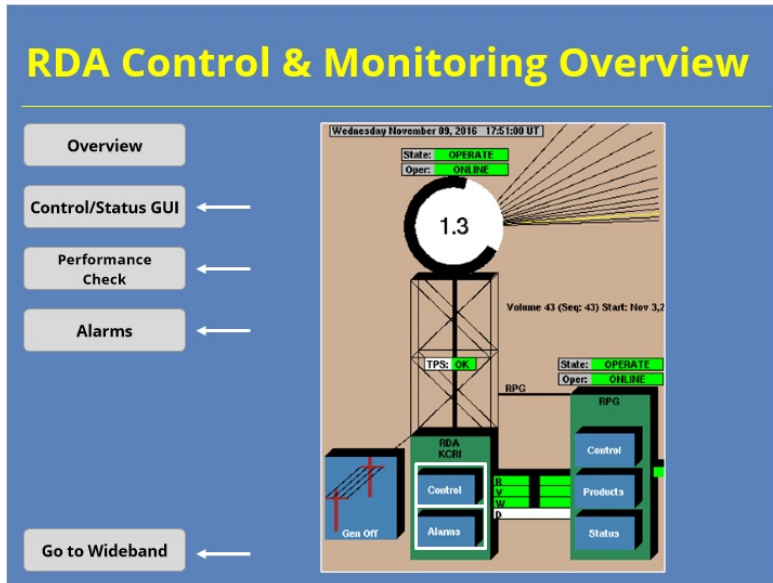 RDA Control & Monitoring Overview
Overview
Control/Status GUI
Performance
Check
Alarms
Go to Wideband
Wednesday November 09, 2016 17:51:00 UT
State: OPERATE
Oper: ONLINE
1.3
Volume 43 (Seq: 43) Start: Nov 3,2
TPS: OK
State: OPERATE
Oper: ONLINE
RPG
RPG
RDA
KCRI
Control
Alarms
Gen Off
R
V
W
D
Control
Products
Status